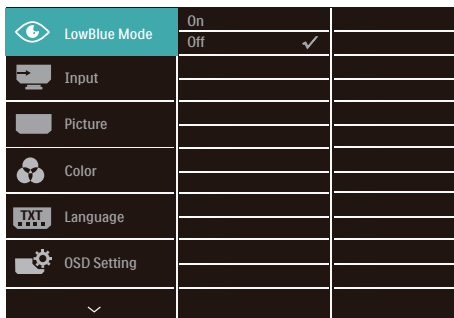 LowBlue Mode
On
Off
Input
Picture
Color
TXT
Language
OSD Setting